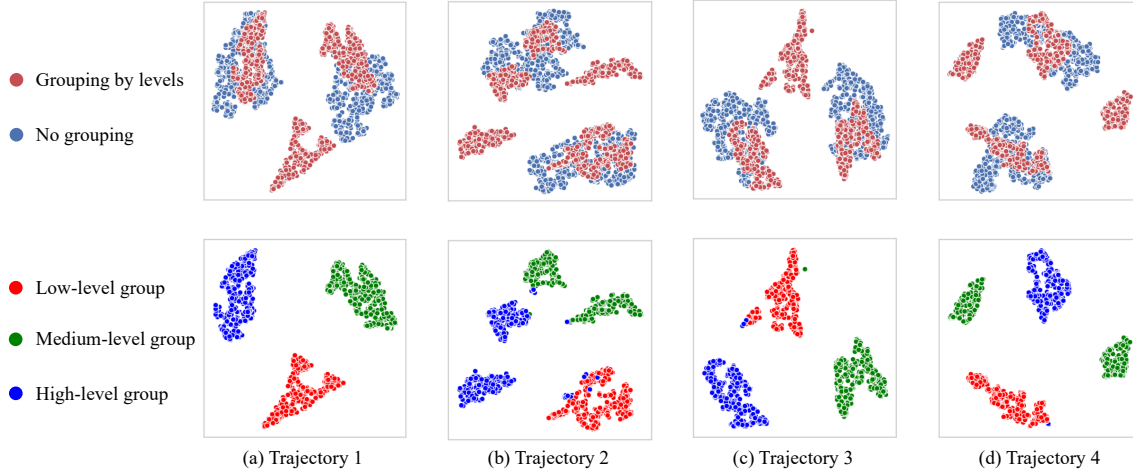 Grouping by levels
No grouping
Low-level group
Medium-level group
High-level group
(a) Trajectory 1
(b) Trajectory 2
(c) Trajectory 3
(d) Trajectory 4